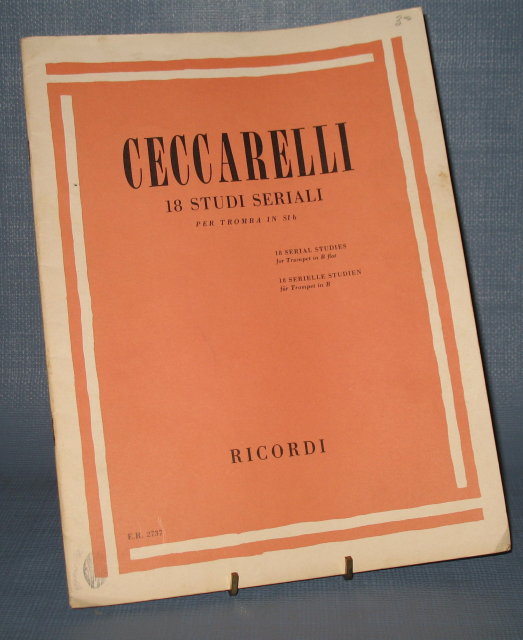 CECCARELLI
18 STUDI SERIALI
PER TROMBA IN SIb
18 SERIAL STUDIES
for Trumpet in B flat
18 SERIELLE STUDIEN
für Trompete in B
RICORDI
E.R. 2737